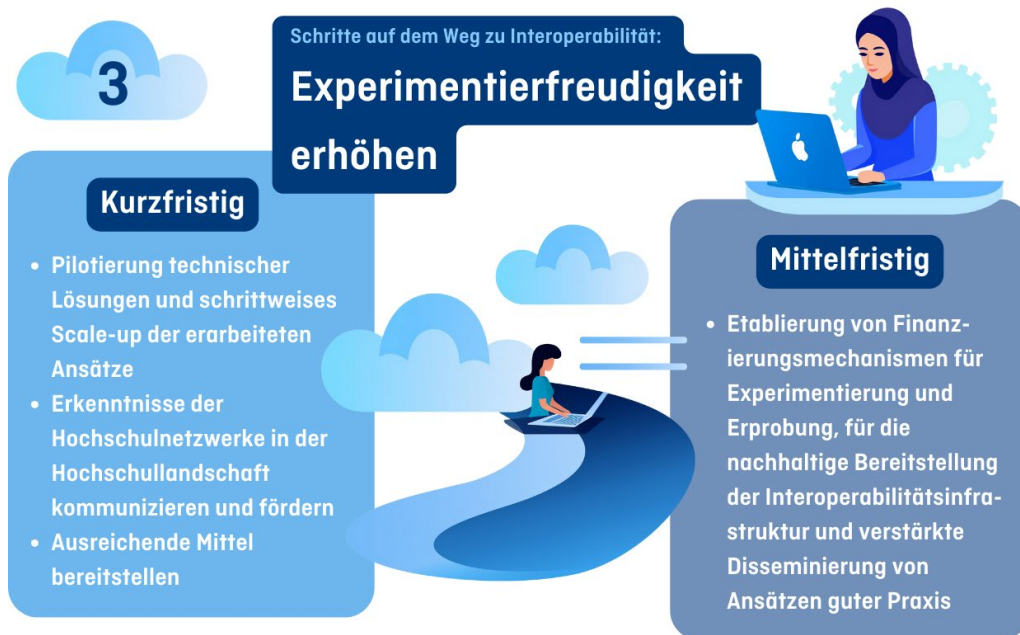 3
Schritte auf dem Weg zu Interoperabilität:
Experimentierfreudigkeit
erhöhen
Kurzfristig
• Pilotierung technischer
Lösungen und schrittweises
Scale-up der erarbeiteten
Ansätze
• Erkenntnisse der
Hochschulnetzwerke in der
Hochschullandschaft
kommunizieren und fördern
• Ausreichende Mittel
bereitstellen
Mittelfristig
• Etablierung von Finanz-
ierungsmechanismen für
Experimentierung und
Erprobung, für die
nachhaltige Bereitstellung
der Interoperabilitätsinfra-
struktur und verstärkte
Disseminierung von
Ansätzen guter Praxis